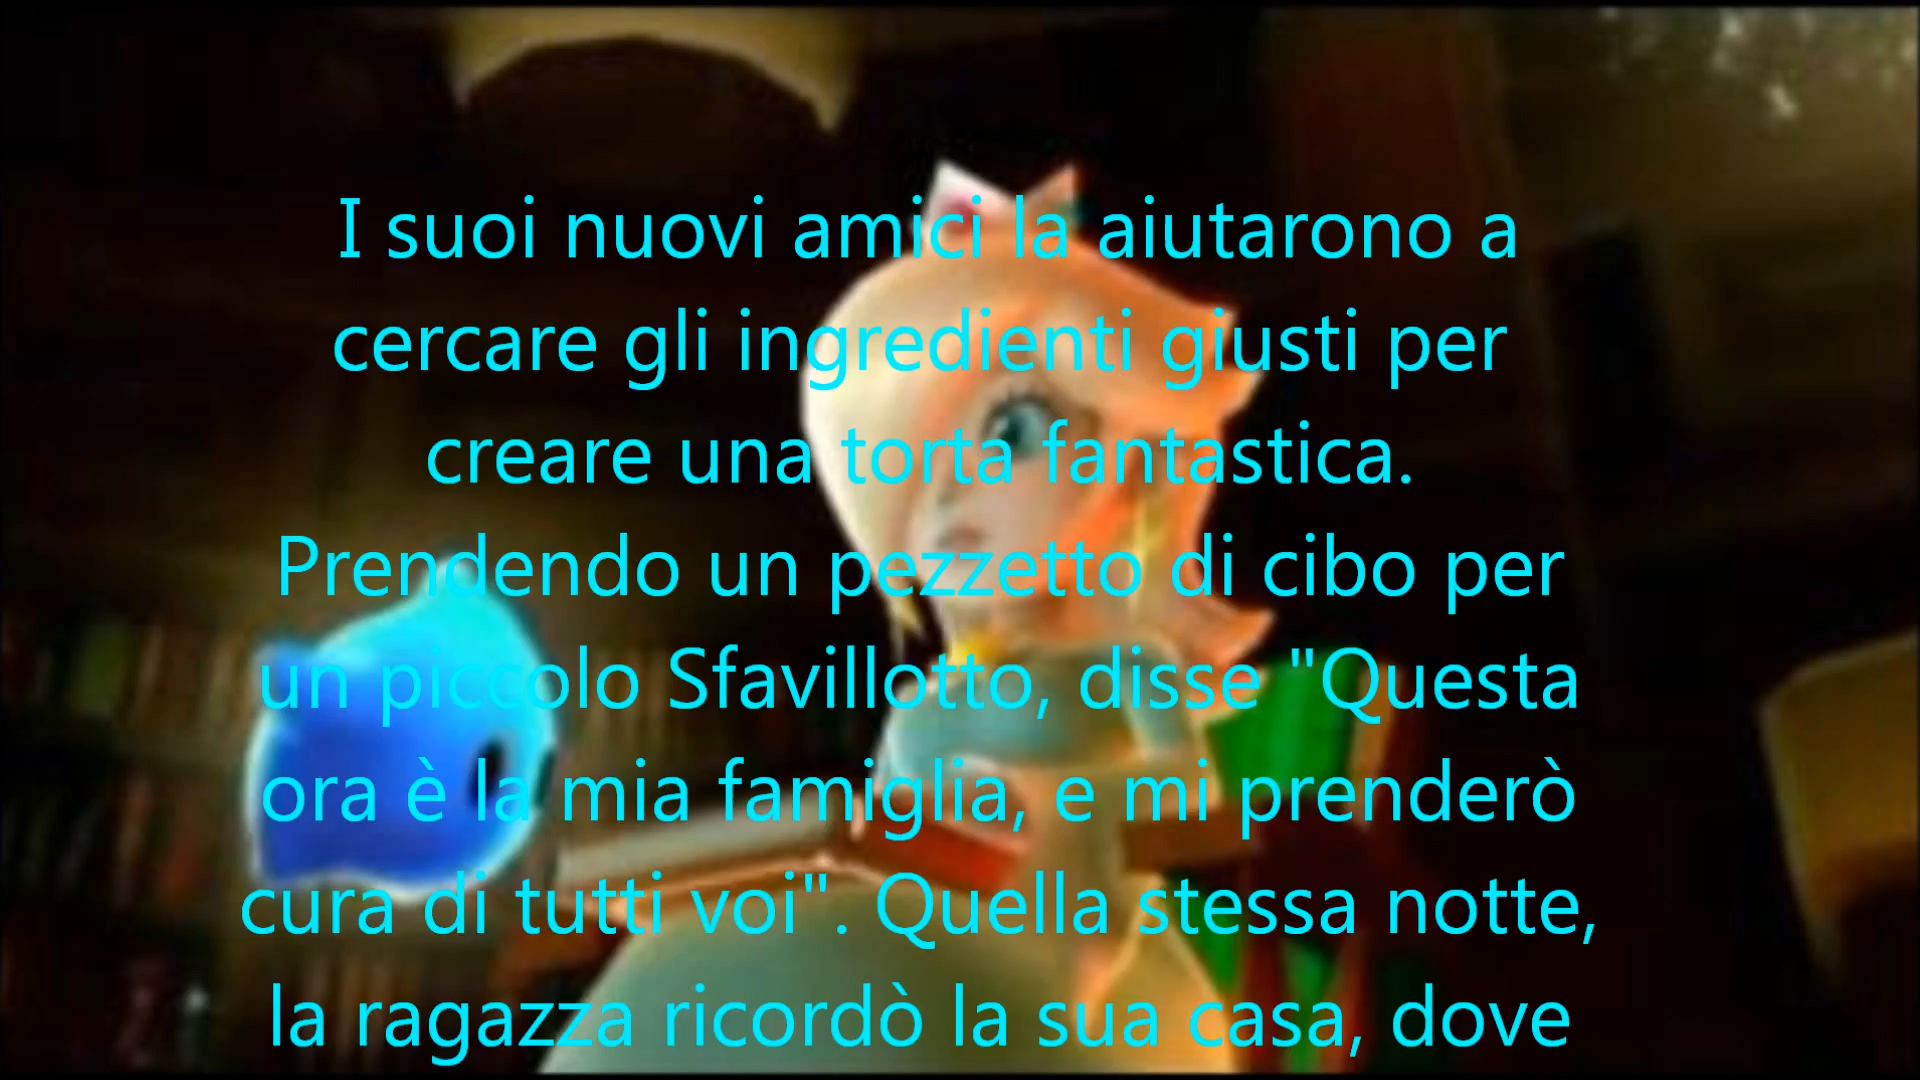 I suoi nuovi amici la aiutarono a
cercare gli ingredienti giusti per
creare una torta fantastica.
Prendendo un pezzetto di cibo per
un piccolo Sfavillotto, disse "Questa
ora è la mia famiglia, e mi prenderò
cura di tutti voi". Quella stessa notte,
la ragazza ricordò la sua casa, dove